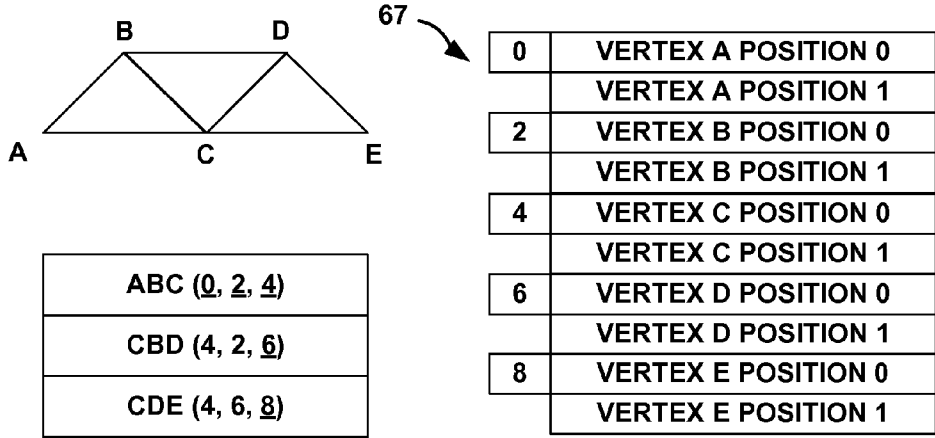 B
D
A
C
E
ABC (0, 2, 4)
CBD (4, 2, 6)
CDE (4, 6, 8)
67
0 VERTEX A POSITION 0
VERTEX A POSITION 1
2 VERTEX B POSITION 0
VERTEX B POSITION 1
4 VERTEX C POSITION 0
VERTEX C POSITION 1
6 VERTEX D POSITION 0
VERTEX D POSITION 1
8 VERTEX E POSITION 0
VERTEX E POSITION 1